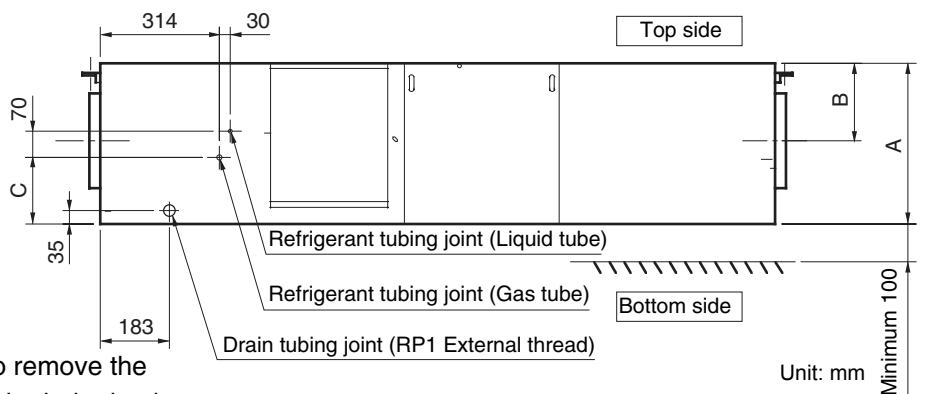 314
30
Top side
70
B
A
C
35
Refrigerant tubing joint (Liquid tube)
Refrigerant tubing joint (Gas tube)
Bottom side
Minimum 100
183
Drain tubing joint (RP1 External thread)
remove the
Unit: mm